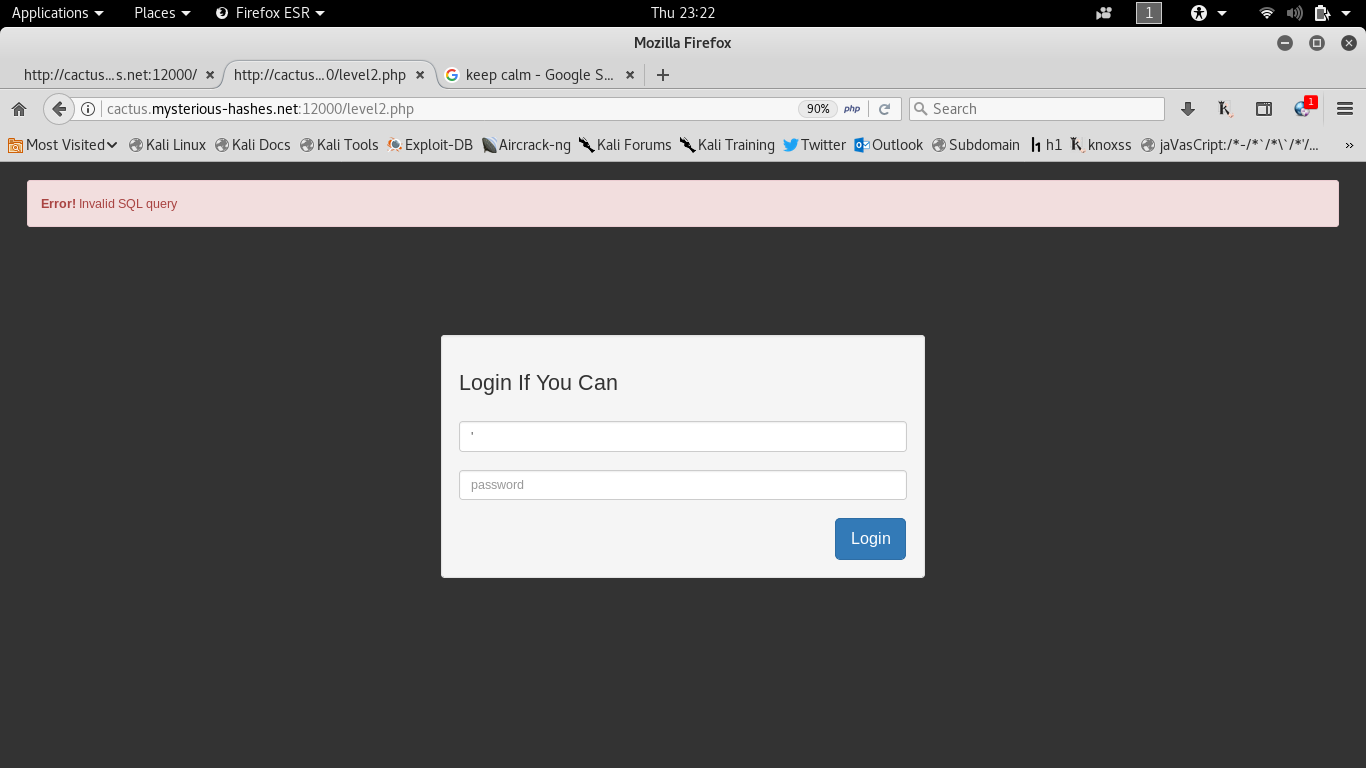 Applications Places Firefox ESR Thu 23:22 1
Mozilla Firefox
http://cactus...s.net:12000/ http://cactus...0/level2.php keep calm - Google S...
cactus.mysterious-hashes.net:12000/level2.php 90% php Search 1
Most Visited Kali Linux Kali Docs Kali Tools Exploit-DB Aircrack-ng Kali Forums Kali Training Twitter Outlook Subdomain h1 knoxss jaVasCript:/*-/*`/*\`/*'/... »
Error! Invalid SQL query
Login If You Can
'
password
Login